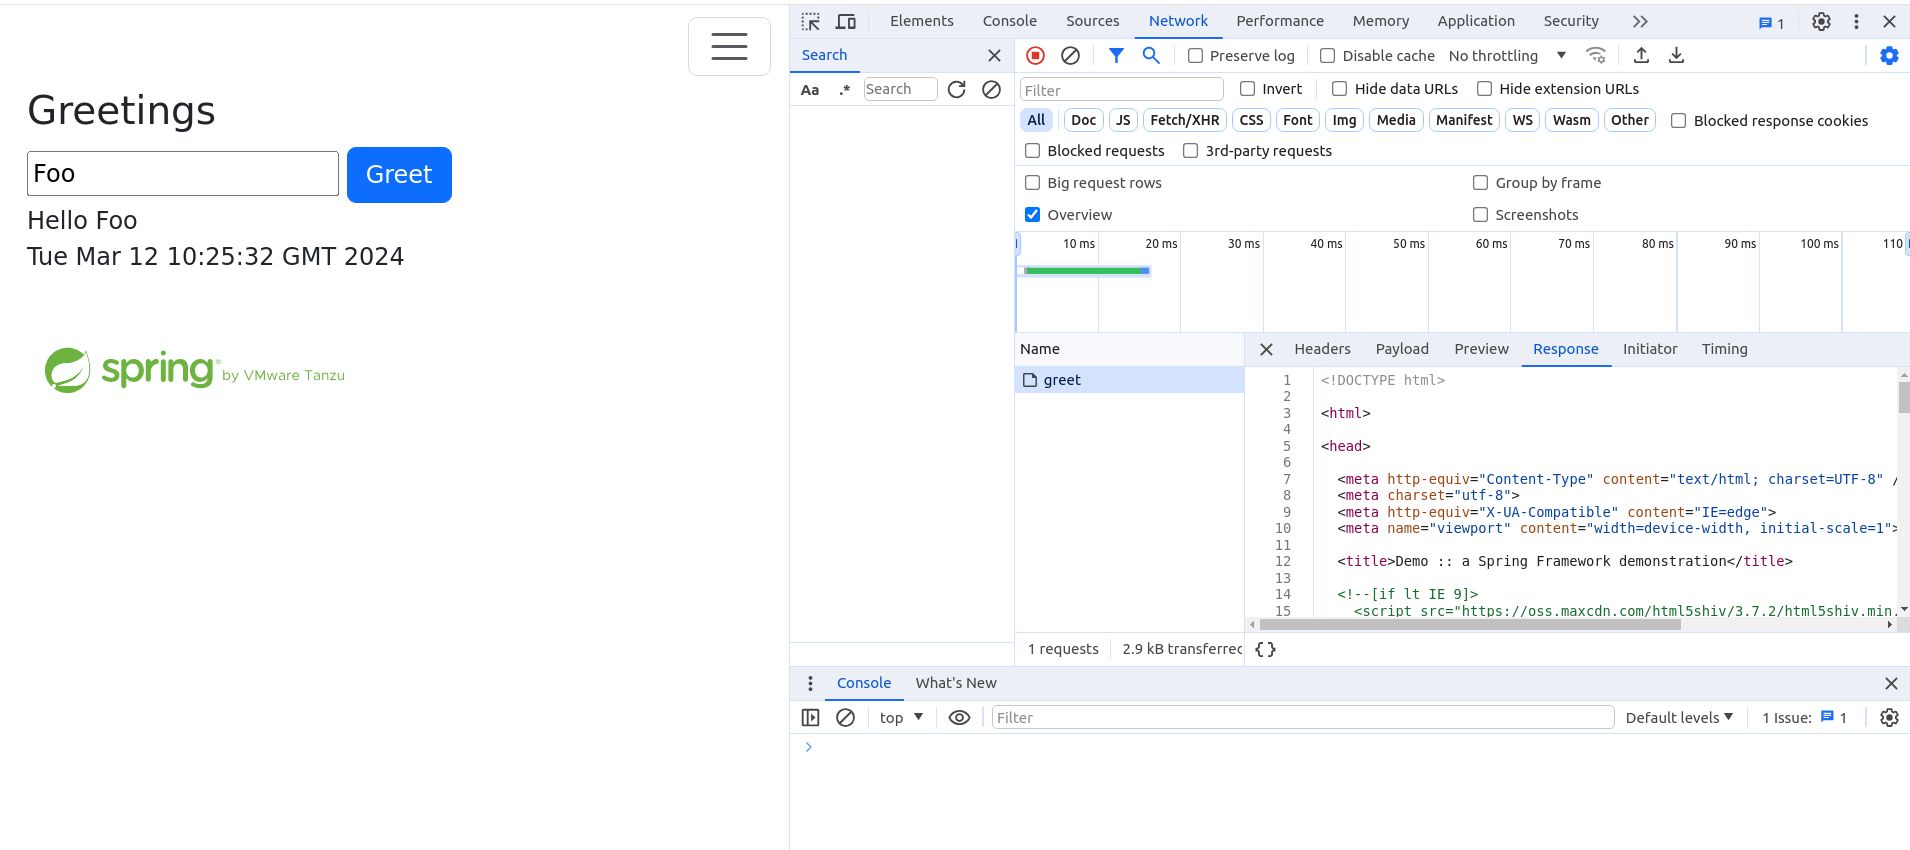 Greetings
Foo
Greet
Hello Foo
Tue Mar 12 10:25:32 GMT 2024
spring by VMware Tanzu
Elements Console Sources Network Performance Memory Application Security 1
Search
Preserve log Disable cache No throttling
Aa .* Search
Filter Invert Hide data URLs Hide extension URLs
All Doc JS Fetch/XHR CSS Font Img Media Manifest WS Wasm Other Blocked response cookies
Blocked requests 3rd-party requests
Big request rows Group by frame
Overview Screenshots
10 ms 20 ms 30 ms 40 ms 50 ms 60 ms 70 ms 80 ms 90 ms 100 ms 110
Name
greet
Headers Payload Preview Response Initiator Timing
1 <!DOCTYPE html>
2
3 <html>
4
5 <head>
6
7 <meta http-equiv="Content-Type" content="text/html; charset=UTF-8" /
8 <meta charset="utf-8">
9 <meta http-equiv="X-UA-Compatible" content="IE=edge">
10 <meta name="viewport" content="width=device-width, initial-scale=1">
11
12 <title>Demo :: a Spring Framework demonstration</title>
13
14 <!--[if lt IE 9]>
15 <script src="https://oss.maxcdn.com/html5shiv/3.7.2/html5shiv.min.
1 requests 2.9 kB transferred
{}
Console What's New
top Filter Default levels 1 Issue: 1